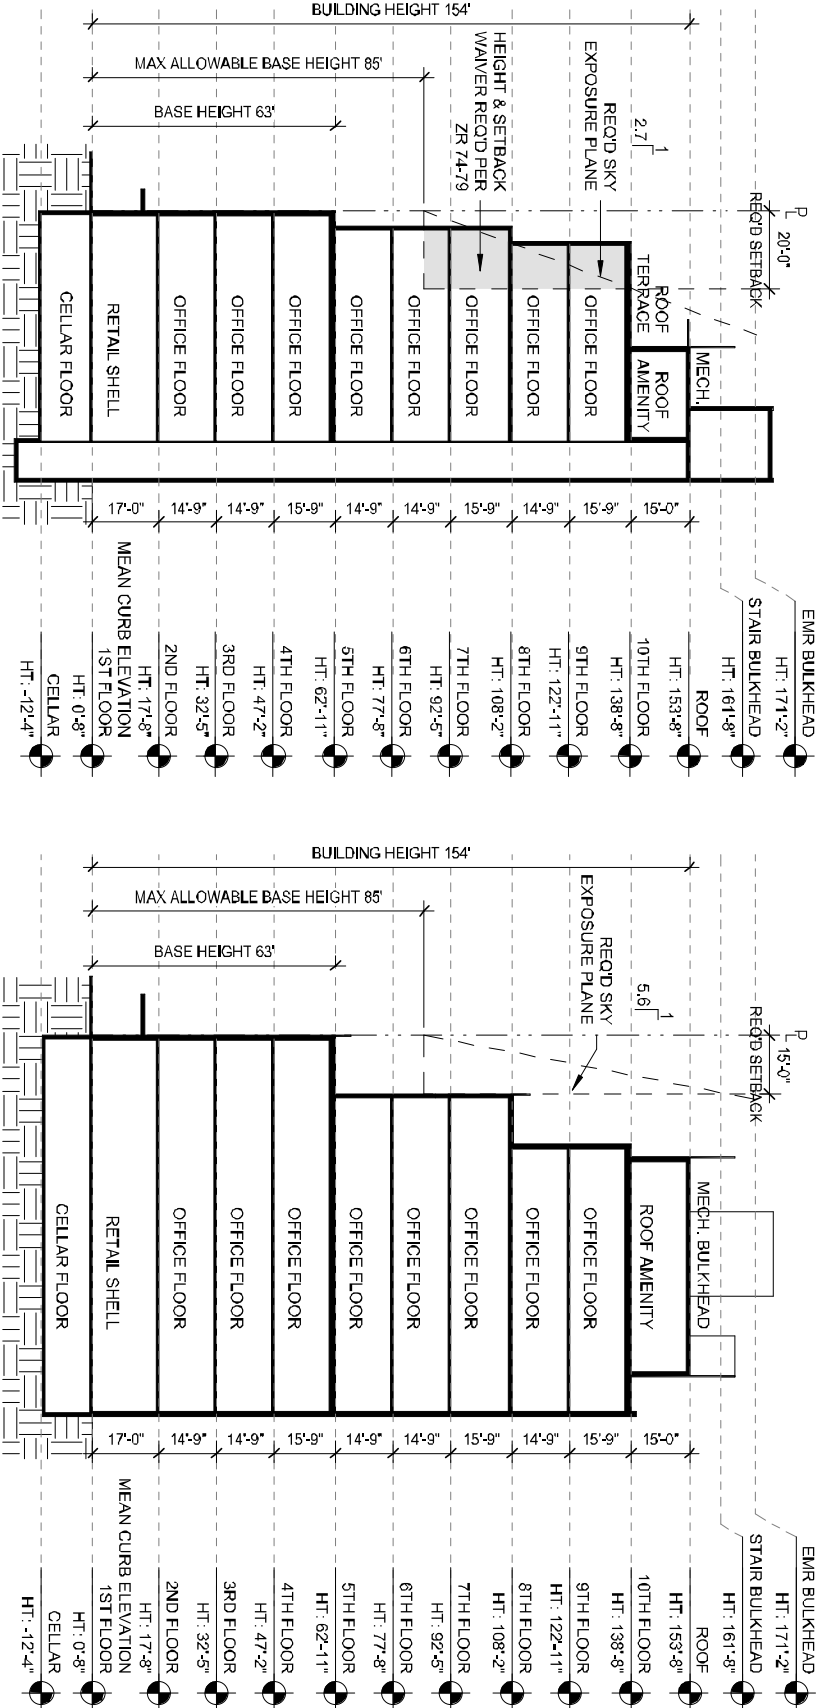 BUILDING HEIGHT 154'
MAX ALLOWABLE BASE HEIGHT 85'
BASE HEIGHT 63'
HEIGHT & SETBACK
WAIVER REQ'D PER
ZR 74-79
REQ'D SKY
EXPOSURE PLANE
1
2.7
PL
20'-0"
REQ'D SETBACK
CELLAR FLOOR
RETAIL SHELL
OFFICE FLOOR
OFFICE FLOOR
OFFICE FLOOR
OFFICE FLOOR
OFFICE FLOOR
OFFICE FLOOR
OFFICE FLOOR
OFFICE FLOOR
ROOF
TERRACE
ROOF
AMENITY
MECH.
17'-0"
14'-9"
14'-9"
15'-9"
14'-9"
14'-9"
15'-9"
14'-9"
15'-9"
15'-0"
EMR BULKHEAD
HT: 171'-2"
STAIR BULKHEAD
HT: 161'-8"
ROOF
HT: 153'-8"
10TH FLOOR
HT: 138'-8"
9TH FLOOR
HT: 122'-11"
8TH FLOOR
HT: 108'-2"
7TH FLOOR
HT: 92'-5"
6TH FLOOR
HT: 77'-8"
5TH FLOOR
HT: 62'-11"
4TH FLOOR
HT: 47'-2"
3RD FLOOR
HT: 32'-5"
2ND FLOOR
HT: 17'-8"
MEAN CURB ELEVATION
1ST FLOOR
HT: 0'-8"
CELLAR
HT: -12'-4"
BUILDING HEIGHT 154'
MAX ALLOWABLE BASE HEIGHT 85'
BASE HEIGHT 63'
REQ'D SKY
EXPOSURE PLANE
1
5.6
PL
15'-0"
REQ'D SETBACK
CELLAR FLOOR
RETAIL SHELL
OFFICE FLOOR
OFFICE FLOOR
OFFICE FLOOR
OFFICE FLOOR
OFFICE FLOOR
OFFICE FLOOR
OFFICE FLOOR
OFFICE FLOOR
ROOF AMENITY
MECH. BULKHEAD
17'-0"
14'-9"
14'-9"
15'-9"
14'-9"
14'-9"
15'-9"
14'-9"
15'-9"
15'-0"
EMR BULKHEAD
HT: 171'-2"
STAIR BULKHEAD
HT: 161'-8"
ROOF
HT: 153'-8"
10TH FLOOR
HT: 138'-8"
9TH FLOOR
HT: 122'-11"
8TH FLOOR
HT: 108'-2"
7TH FLOOR
HT: 92'-5"
6TH FLOOR
HT: 77'-8"
5TH FLOOR
HT: 62'-11"
4TH FLOOR
HT: 47'-2"
3RD FLOOR
HT: 32'-5"
2ND FLOOR
HT: 17'-8"
MEAN CURB ELEVATION
1ST FLOOR
HT: 0'-8"
CELLAR
HT: -12'-4"